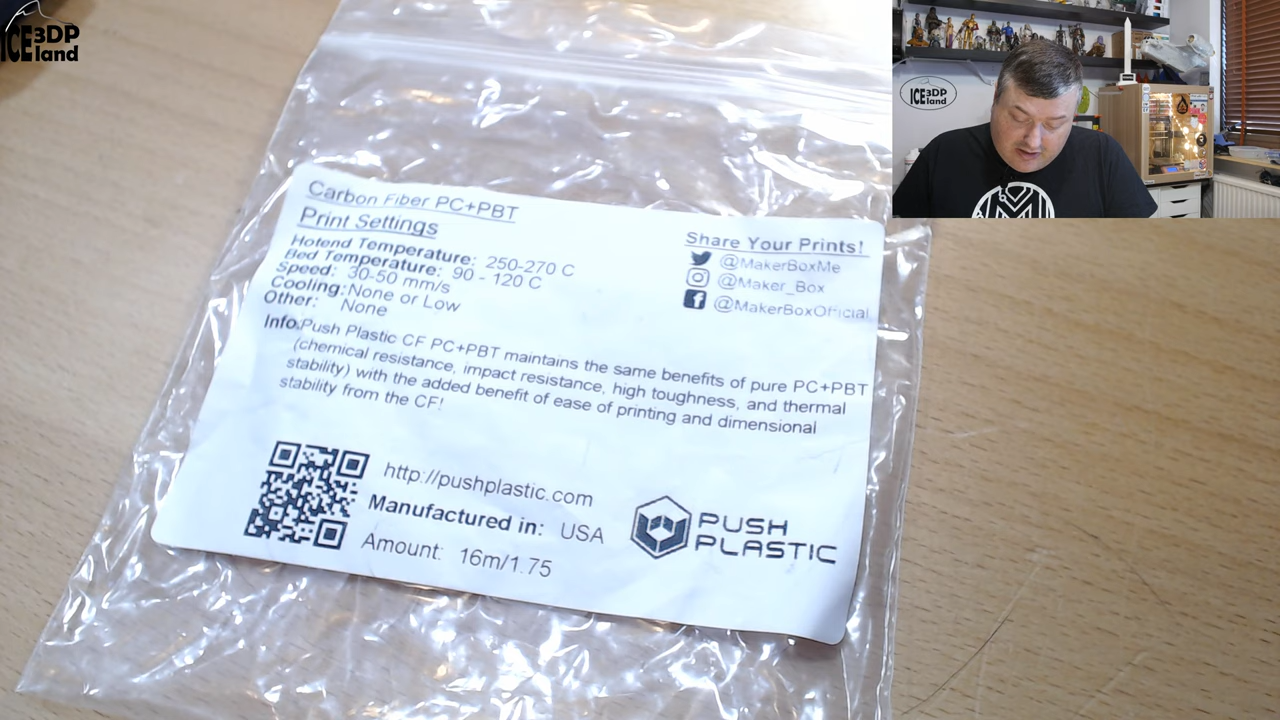 ICE 3DP
land
Carbon Fiber PC+PBT
Print Settings
Hotend Temperature: 250-270 C
Bed Temperature: 90 - 120 C
Speed: 30-50 mm/s
Cooling: None or Low
Other: None
Share Your Prints!
@MakerBoxMe
@Maker_Box
@MakerBoxOfficial
Info: Push Plastic CF PC+PBT maintains the same benefits of pure PC+PBT
(chemical resistance, impact resistance, high toughness, and thermal
stability) with the added benefit of ease of printing and dimensional
stability from the CF!
http://pushplastic.com
Manufactured in: USA
Amount: 16m/1.75
PUSH
PLASTIC
ICE 3DP
land